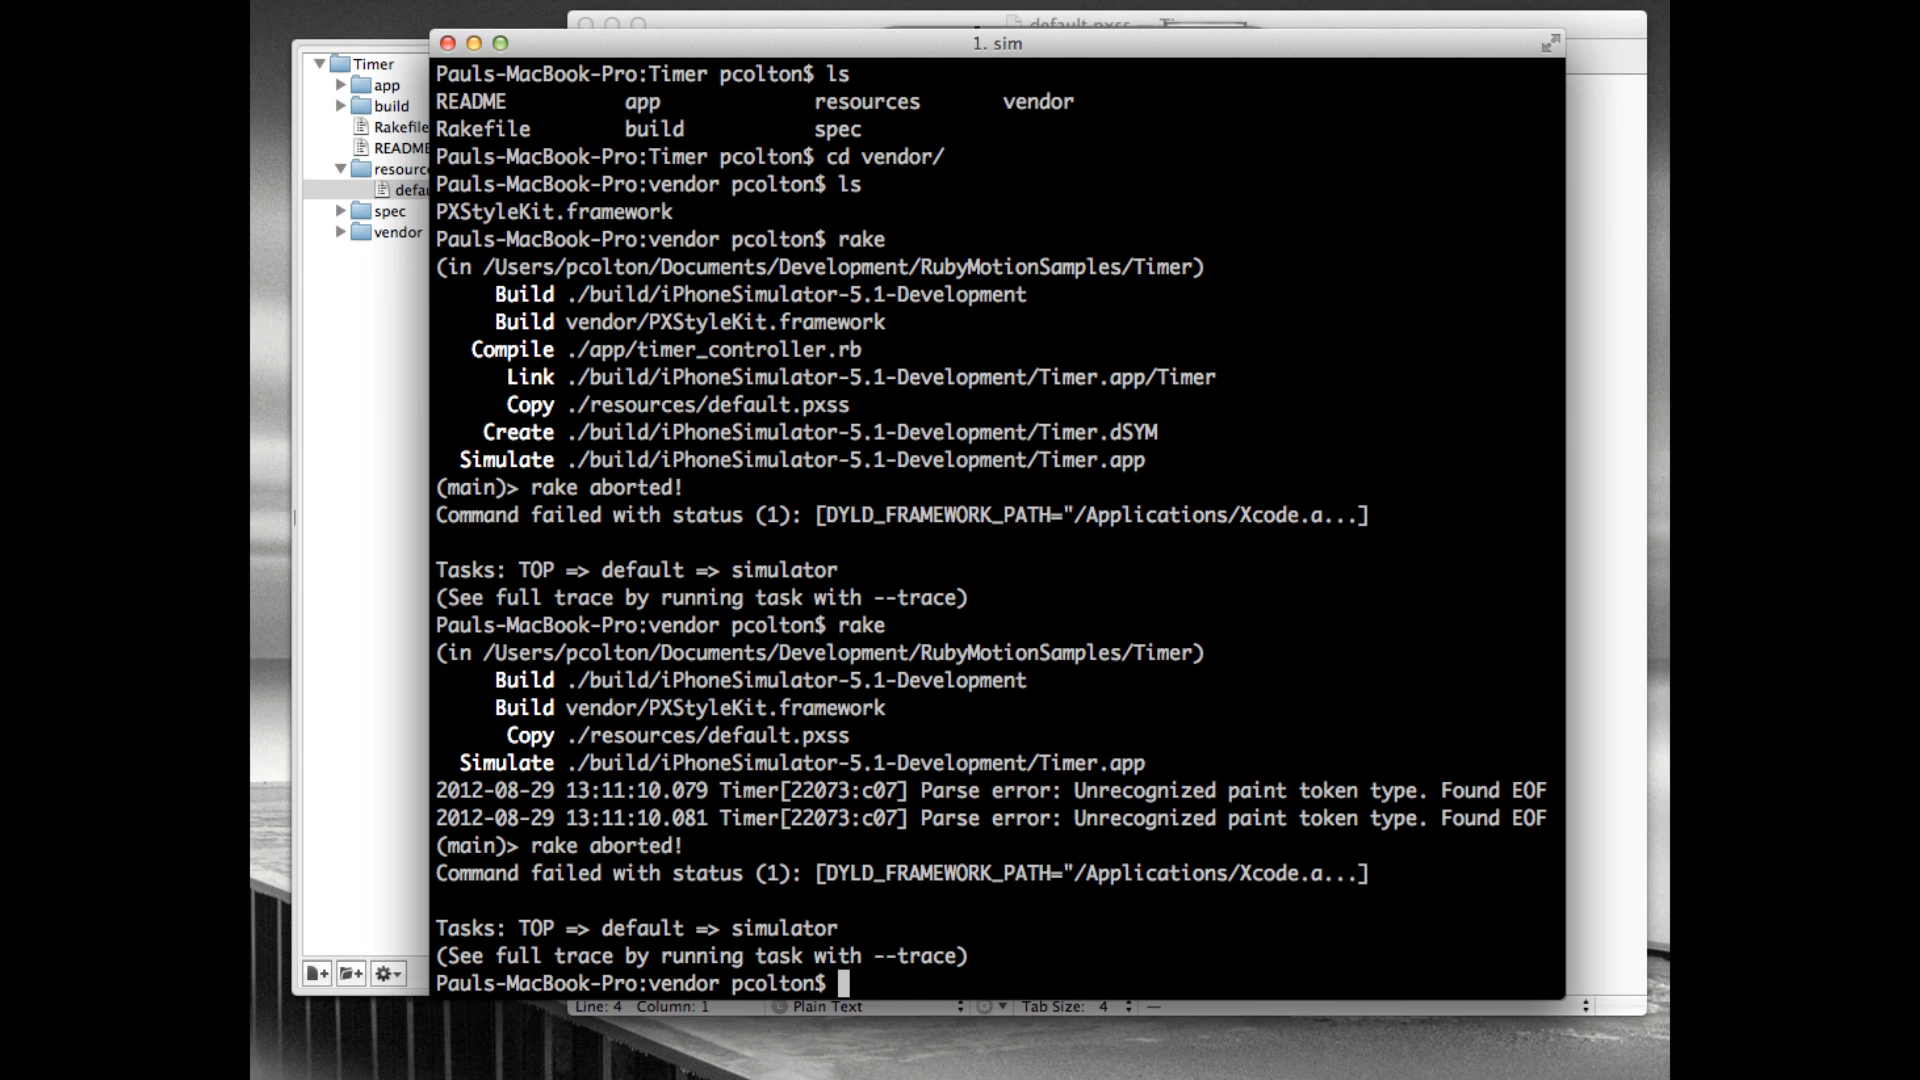 default.pxss — Timer
1. sim
Timer
app
build
Rakefile
README
resourc
defau
spec
vendor
Pauls-MacBook-Pro:Timer pcolton$ ls
README app resources vendor
Rakefile build spec
Pauls-MacBook-Pro:Timer pcolton$ cd vendor/
Pauls-MacBook-Pro:vendor pcolton$ ls
PXStyleKit.framework
Pauls-MacBook-Pro:vendor pcolton$ rake
(in /Users/pcolton/Documents/Development/RubyMotionSamples/Timer)
Build ./build/iPhoneSimulator-5.1-Development
Build vendor/PXStyleKit.framework
Compile ./app/timer_controller.rb
Link ./build/iPhoneSimulator-5.1-Development/Timer.app/Timer
Copy ./resources/default.pxss
Create ./build/iPhoneSimulator-5.1-Development/Timer.dSYM
Simulate ./build/iPhoneSimulator-5.1-Development/Timer.app
(main)> rake aborted!
Command failed with status (1): [DYLD_FRAMEWORK_PATH="/Applications/Xcode.a...]
Tasks: TOP => default => simulator
(See full trace by running task with --trace)
Pauls-MacBook-Pro:vendor pcolton$ rake
(in /Users/pcolton/Documents/Development/RubyMotionSamples/Timer)
Build ./build/iPhoneSimulator-5.1-Development
Build vendor/PXStyleKit.framework
Copy ./resources/default.pxss
Simulate ./build/iPhoneSimulator-5.1-Development/Timer.app
2012-08-29 13:11:10.079 Timer[22073:c07] Parse error: Unrecognized paint token type. Found EOF
2012-08-29 13:11:10.081 Timer[22073:c07] Parse error: Unrecognized paint token type. Found EOF
(main)> rake aborted!
Command failed with status (1): [DYLD_FRAMEWORK_PATH="/Applications/Xcode.a...]
Tasks: TOP => default => simulator
(See full trace by running task with --trace)
Pauls-MacBook-Pro:vendor pcolton$
Line: 4 Column: 1 Plain Text Tab Size: 4 —